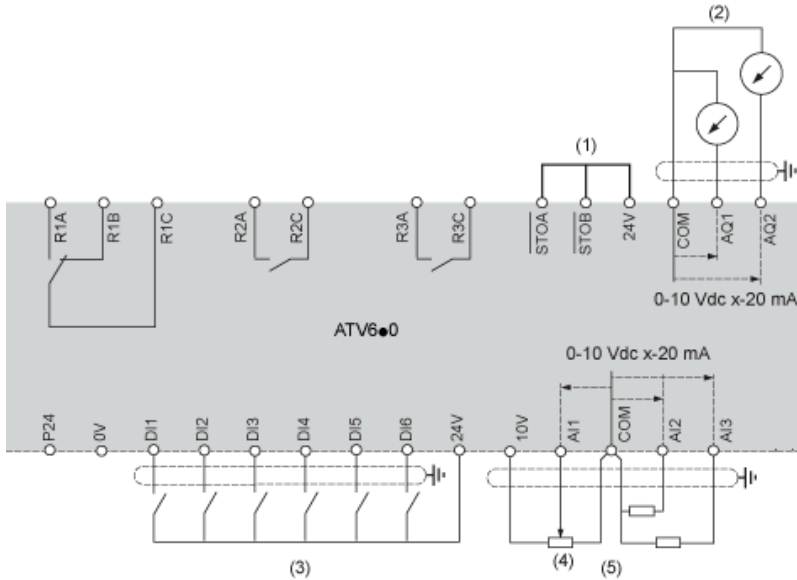 (2)
(1)
R1A
R1B
R1C
R2A
R2C
R3A
R3C
STOA
STOB
24V
COM
AQ1
AQ2
0-10 Vdc x-20 mA
ATV6●0
0-10 Vdc x-20 mA
P24
0V
DI1
DI2
DI3
DI4
DI5
DI6
24V
10V
AI1
COM
AI2
AI3
(3)
(4)
(5)